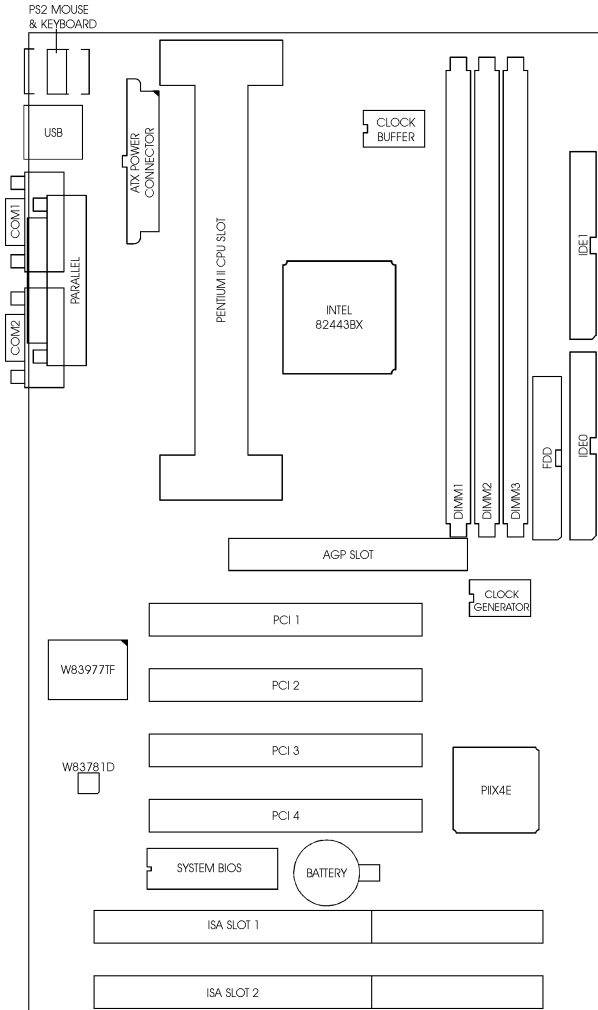 PS2 MOUSE
& KEYBOARD
USB
ATX POWER
CONNECTOR
CLOCK
BUFFER
COM1
PARALLEL
COM2
PENTIUM II CPU SLOT
INTEL
82443BX
IDE1
IDE0
FDD
DIMM1
DIMM2
DIMM3
AGP SLOT
CLOCK
GENERATOR
PCI 1
W83977TF
PCI 2
PCI 3
W83781D
PIIX4E
PCI 4
SYSTEM BIOS
BATTERY
ISA SLOT 1
ISA SLOT 2